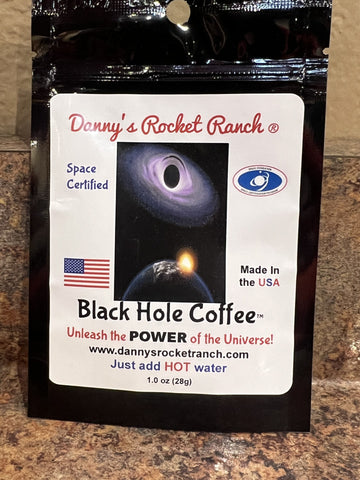 Danny's Rocket Ranch ®
Space
Certified
Made In
the USA
Black Hole Coffee™
Unleash the POWER of the Universe!
www.dannysrocketranch.com
Just add HOT water
1.0 oz (28g)